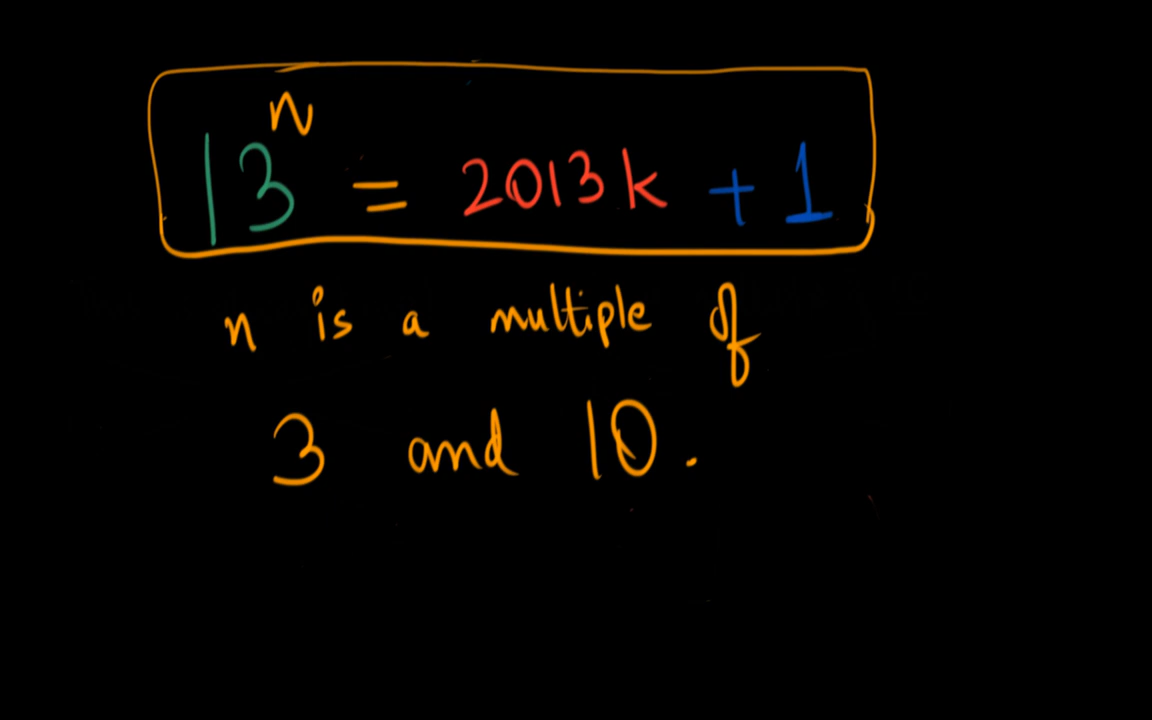 13^n = 2013k + 1
n is a multiple of
3 and 10.